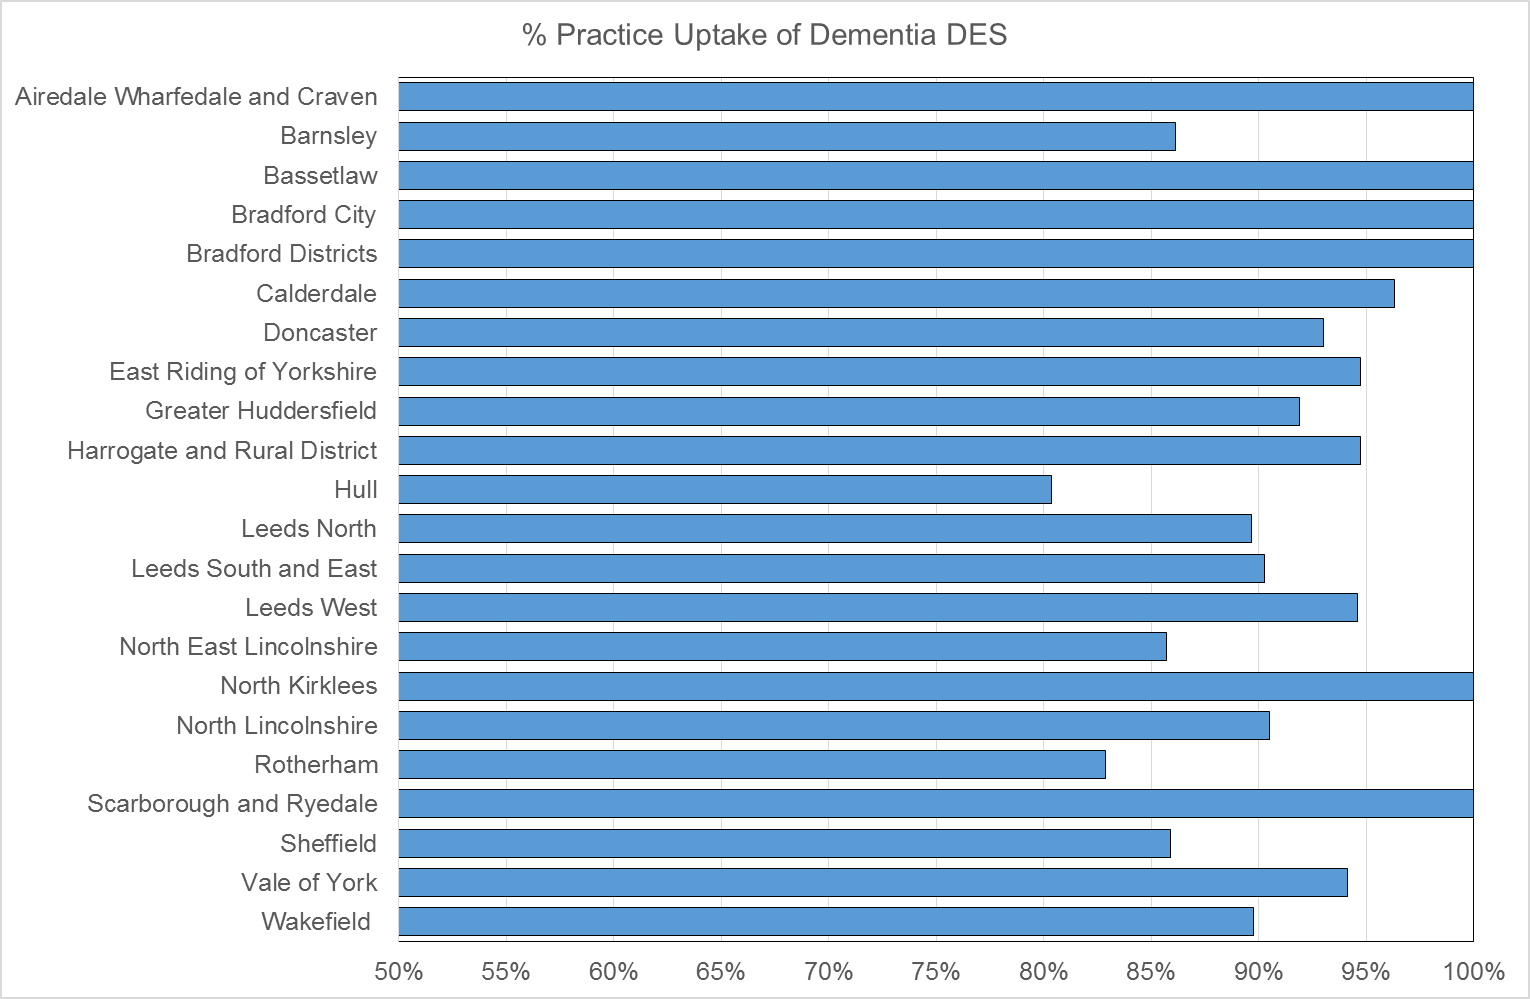 % Practice Uptake of Dementia DES
Airedale Wharfedale and Craven
Barnsley
Bassetlaw
Bradford City
Bradford Districts
Calderdale
Doncaster
East Riding of Yorkshire
Greater Huddersfield
Harrogate and Rural District
Hull
Leeds North
Leeds South and East
Leeds West
North East Lincolnshire
North Kirklees
North Lincolnshire
Rotherham
Scarborough and Ryedale
Sheffield
Vale of York
Wakefield
50% 55% 60% 65% 70% 75% 80% 85% 90% 95% 100%